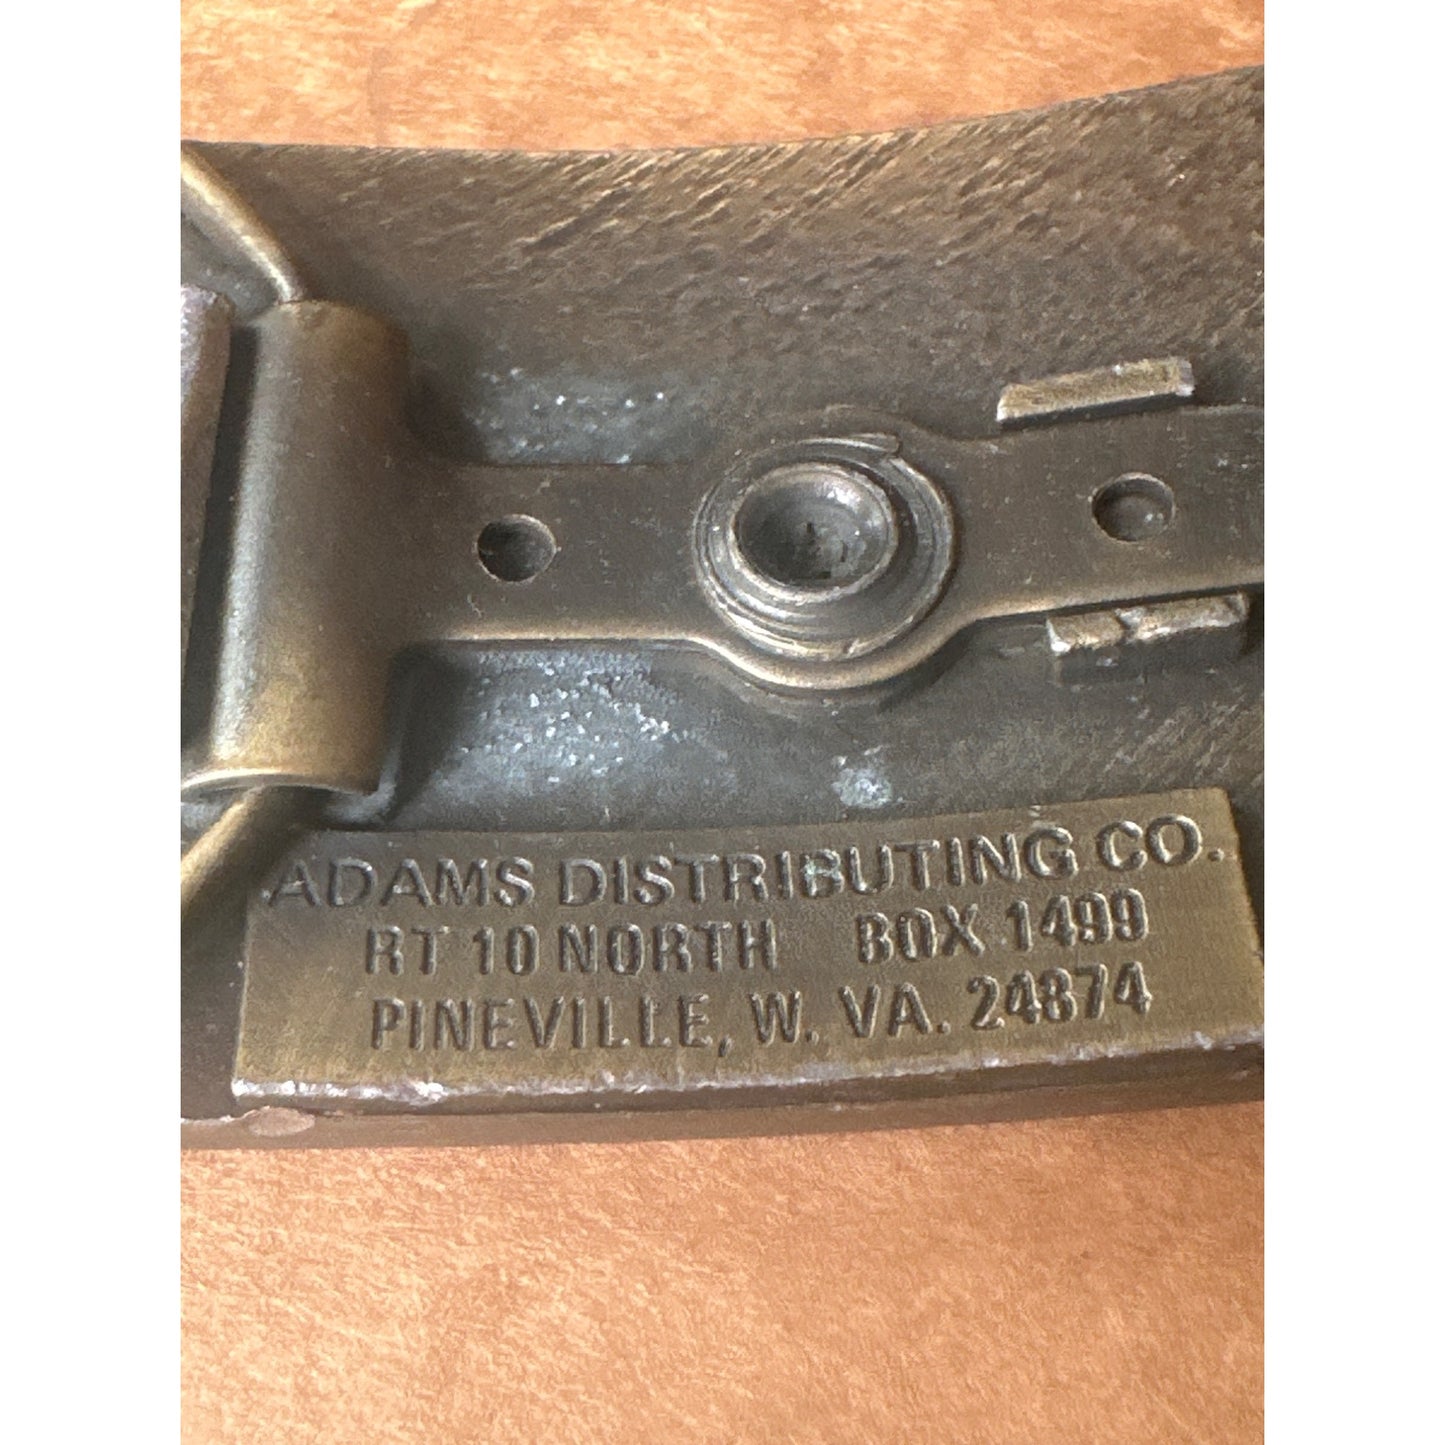 ADAMS DISTRIBUTING CO.
RT 10 NORTH BOX 1499
PINEVILLE, W. VA. 24874